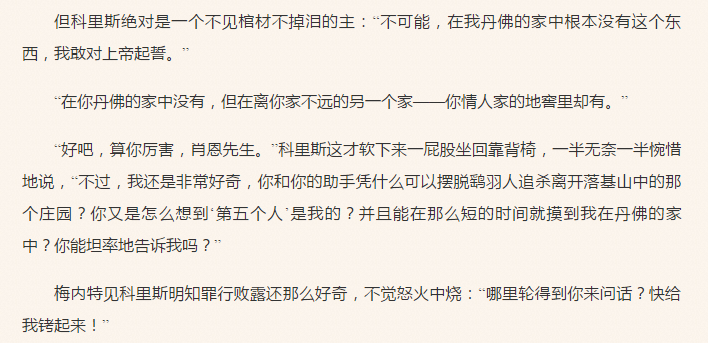 但科里斯绝对是一个不见棺材不掉泪的主：“不可能，在我丹佛的家中根本没有这个东
西，我敢对上帝起誓。”
“在你丹佛的家中没有，但在离你家不远的另一个家——你情人家的地窖里却有。”
“好吧，算你厉害，肖恩先生。”科里斯这才软下来一屁股坐回靠背椅，一半无奈一半惋惜
地说，“不过，我还是非常好奇，你和你的助手凭什么可以摆脱鹞羽人追杀离开落基山中的那
个庄园？你又是怎么想到‘第五个人’是我的？并且能在那么短的时间就摸到我在丹佛的家
中？你能坦率地告诉我吗？”
梅内特见科里斯明知罪行败露还那么好奇，不觉怒火中烧：“哪里轮得到你来问话？快给
我铐起来！”